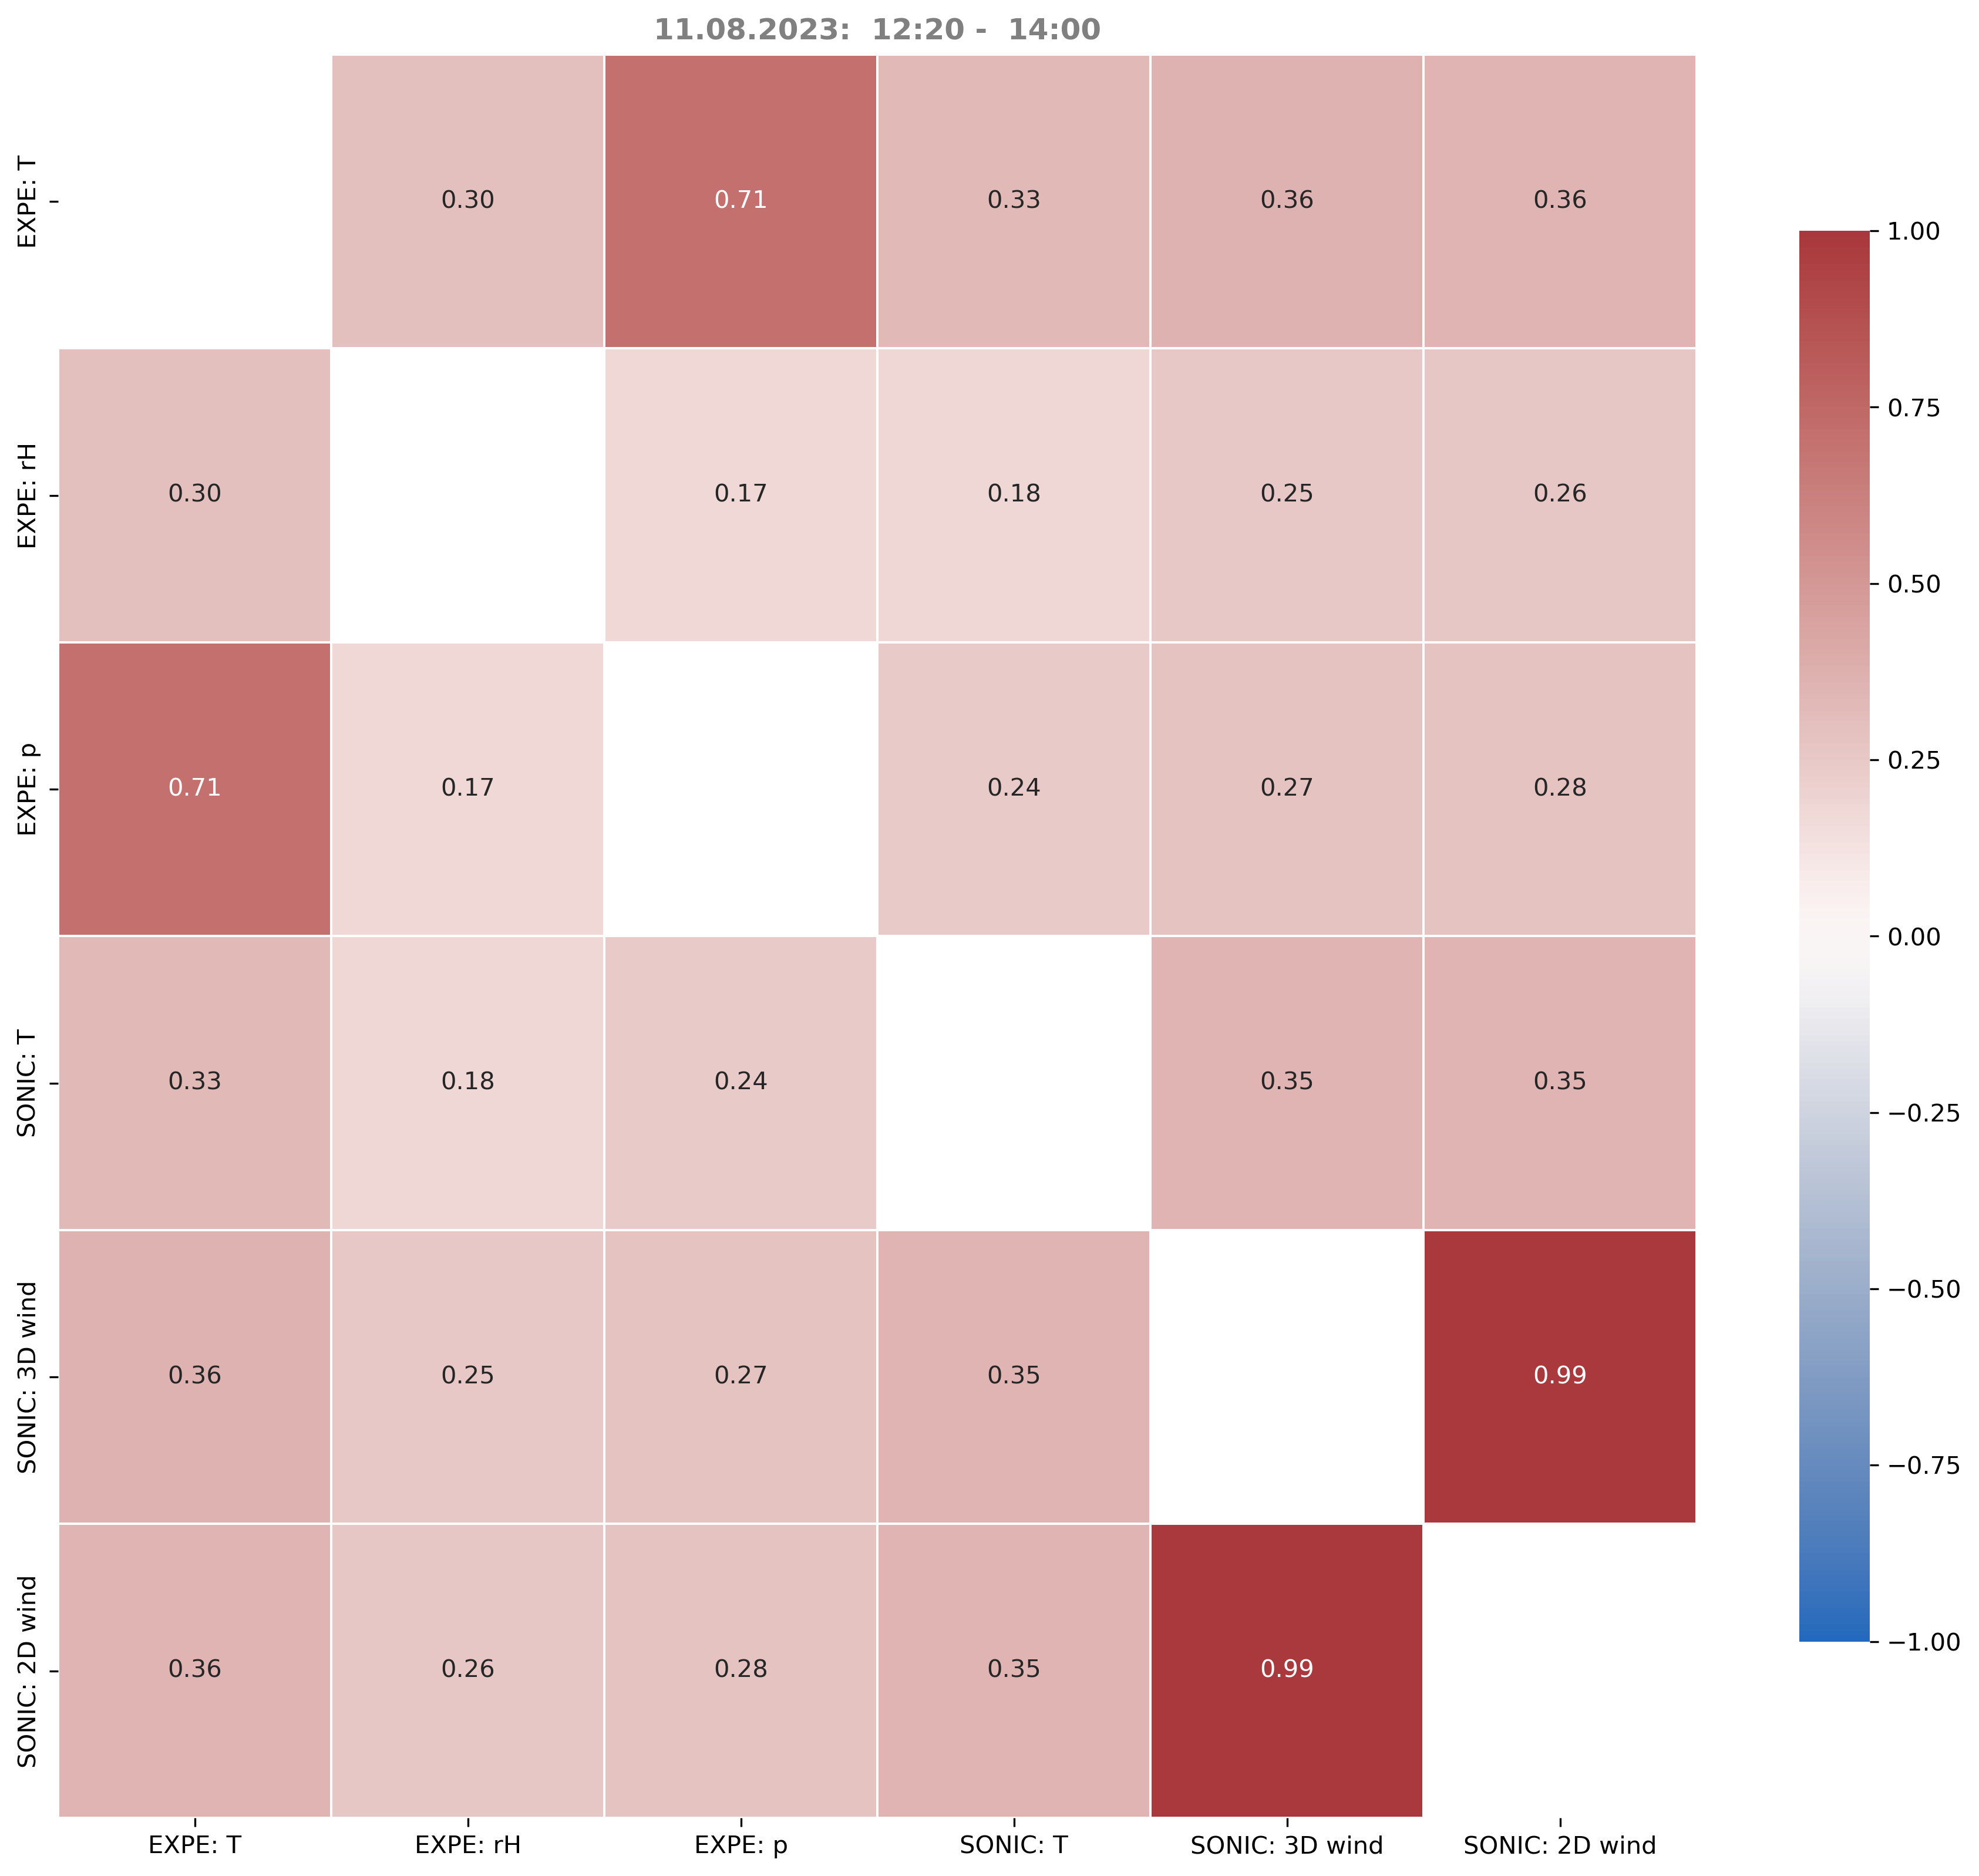 11.08.2023:  12:20 -  14:00
EXPE: T
0.30 0.71 0.33 0.36 0.36
EXPE: rH
0.30 0.17 0.18 0.25 0.26
EXPE: p
0.71 0.17 0.24 0.27 0.28
SONIC: T
0.33 0.18 0.24 0.35 0.35
SONIC: 3D wind
0.36 0.25 0.27 0.35 0.99
SONIC: 2D wind
0.36 0.26 0.28 0.35 0.99
EXPE: T EXPE: rH EXPE: p SONIC: T SONIC: 3D wind SONIC: 2D wind
1.00
0.75
0.50
0.25
0.00
−0.25
−0.50
−0.75
−1.00